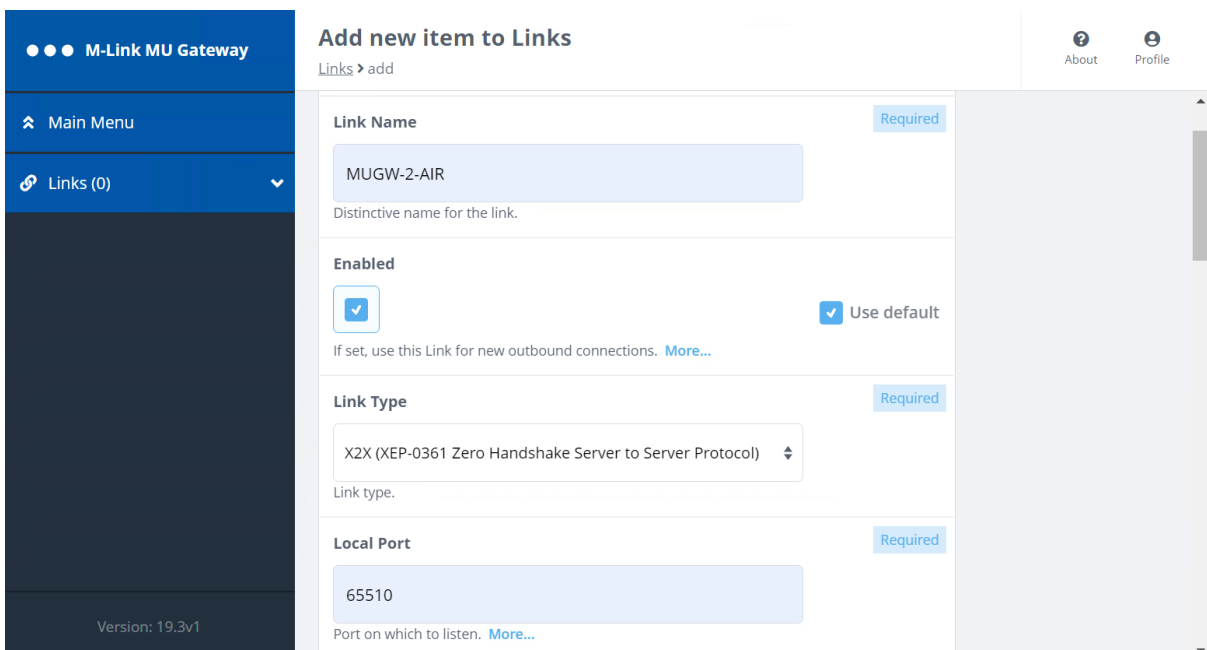 M-Link MU Gateway
Add new item to Links
Links > add
About
Profile
Main Menu
Links (0)
Version: 19.3v1
Link Name
Required
MUGW-2-AIR
Distinctive name for the link.
Enabled
Use default
If set, use this Link for new outbound connections. More...
Link Type
Required
X2X (XEP-0361 Zero Handshake Server to Server Protocol)
Link type.
Local Port
Required
65510
Port on which to listen. More...